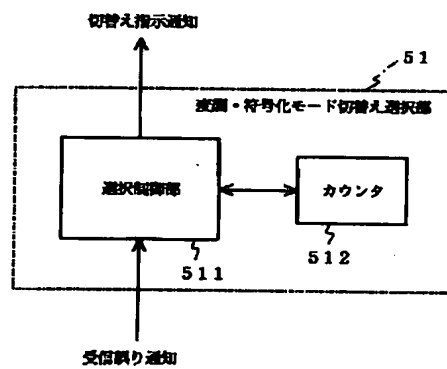 切替え指示通知
51
変調・符号化モード切替え選択部
選択制御部
カウンタ
511
512
受信誤り通知